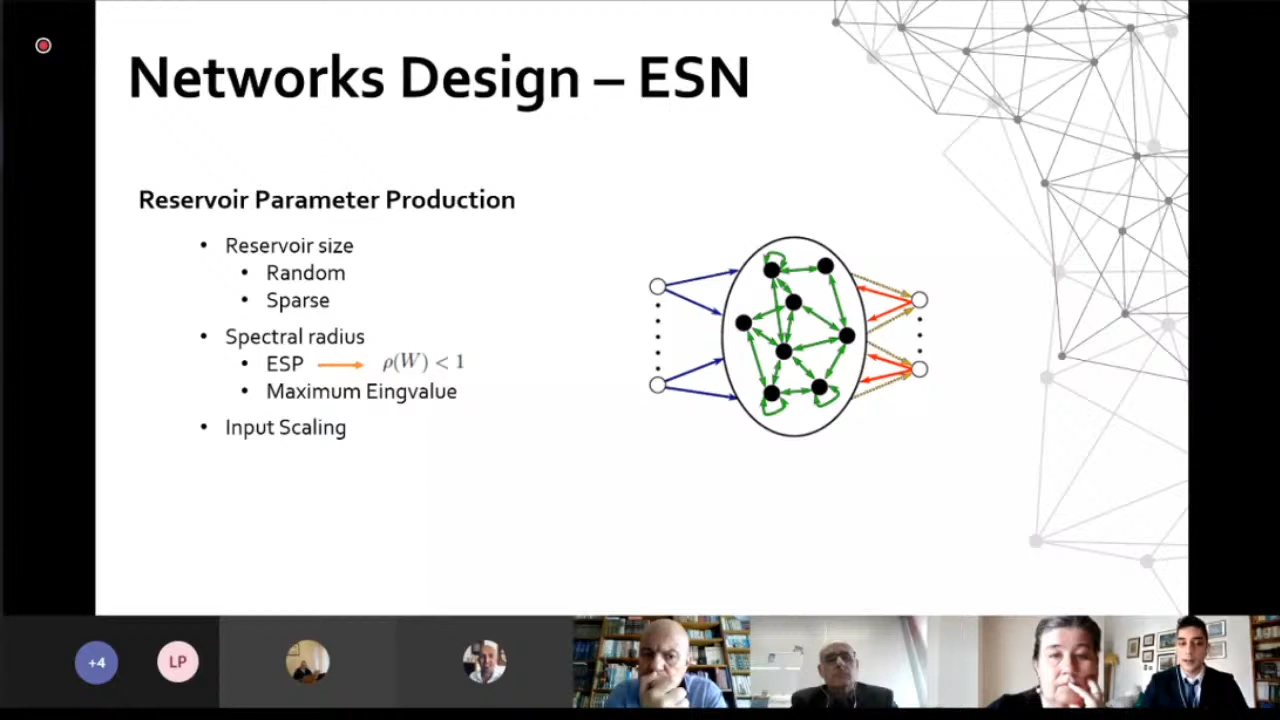 Networks Design – ESN
Reservoir Parameter Production
• Reservoir size
• Random
• Sparse
• Spectral radius
• ESP → ρ(W) < 1
• Maximum Eingvalue
• Input Scaling
+4
LP